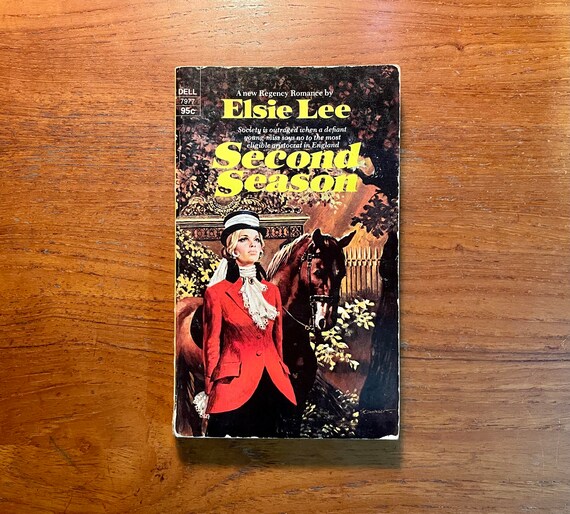 DELL
7977
95c
A new Regency Romance by
Elsie Lee
Society is outraged when a defiant
young miss says no to the most
eligible aristocrat in England
Second
Season